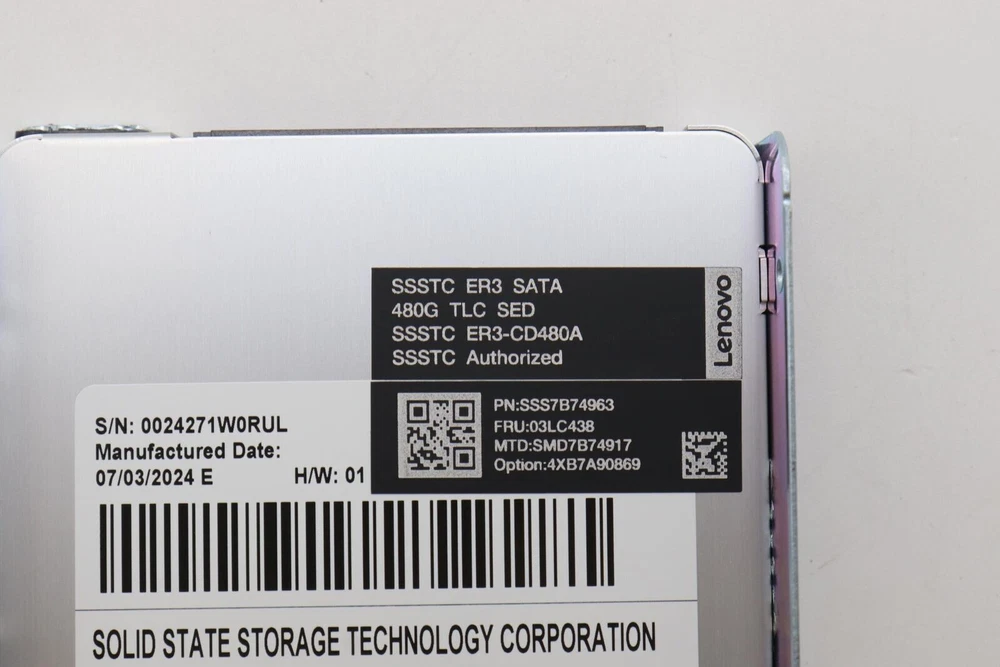 SSSTC ER3 SATA
480G TLC SED
SSSTC ER3-CD480A
SSSTC Authorized
Lenovo
PN:SSS7B74963
FRU:03LC438
MTD:SMD7B74917
Option:4XB7A90869
S/N: 0024271W0RUL
Manufactured Date:
07/03/2024 E H/W: 01
SOLID STATE STORAGE TECHNOLOGY CORPORATION